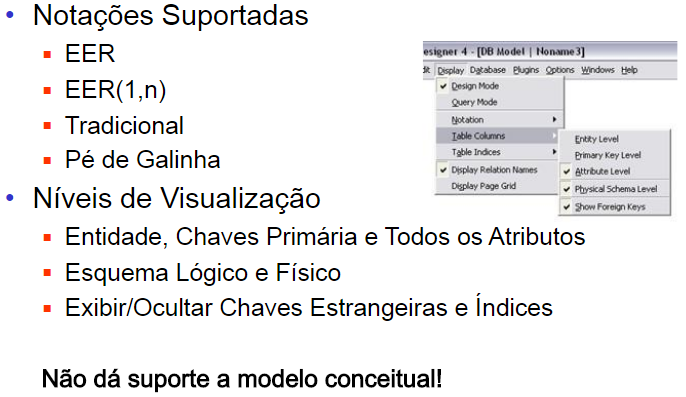 • Notações Suportadas
▪ EER
▪ EER(1,n)
▪ Tradicional
▪ Pé de Galinha
• Níveis de Visualização
▪ Entidade, Chaves Primária e Todos os Atributos
▪ Esquema Lógico e Físico
▪ Exibir/Ocultar Chaves Estrangeiras e Índices
Não dá suporte a modelo conceitual!
esigner 4 - [DB Model | Noname3]
it Display Database Plugins Options Windows Help
Design Mode
Query Mode
Notation
Table Columns
Table Indices
Display Relation Names
Display Page Grid
Entity Level
Primary Key Level
Attribute Level
Physical Schema Level
Show Foreign Keys